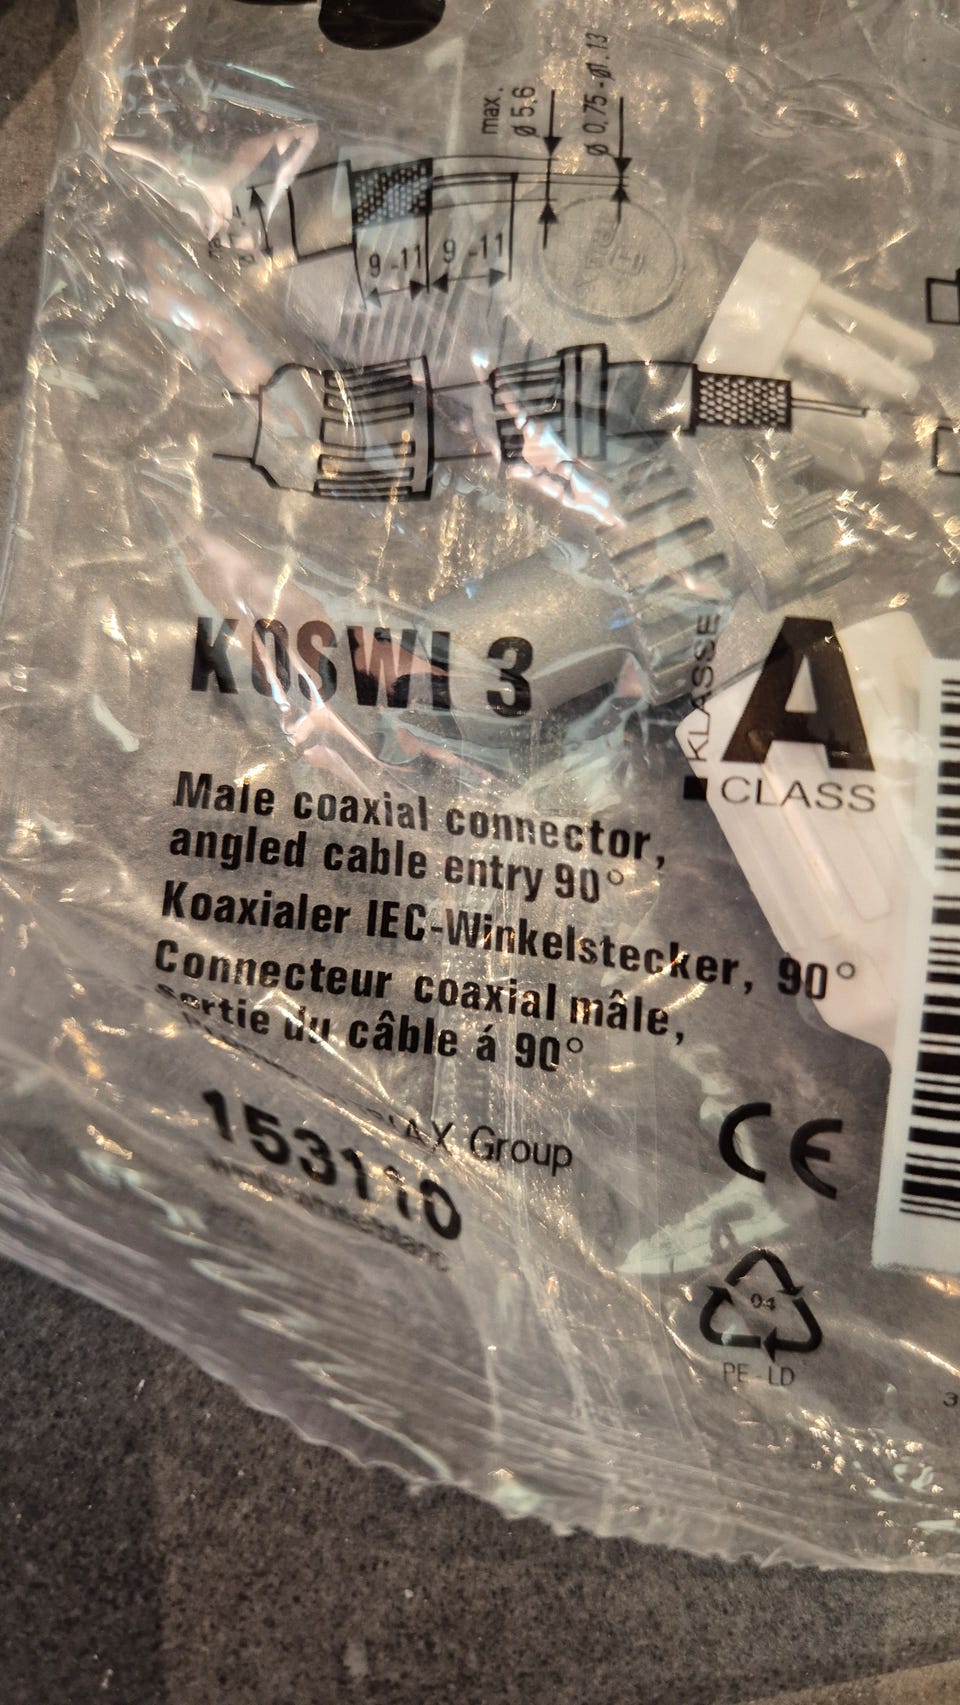 max.
ø 5,6
ø 0,75-ø1,13
9 -11
9 -11
KOSWI 3
KLASSE
A
CLASS
Male coaxial connector,
angled cable entry 90°
Koaxialer IEC-Winkelstecker, 90°
Connecteur coaxial mâle,
sortie du câble á 90°
Group
153110
CE
04
PE-LD